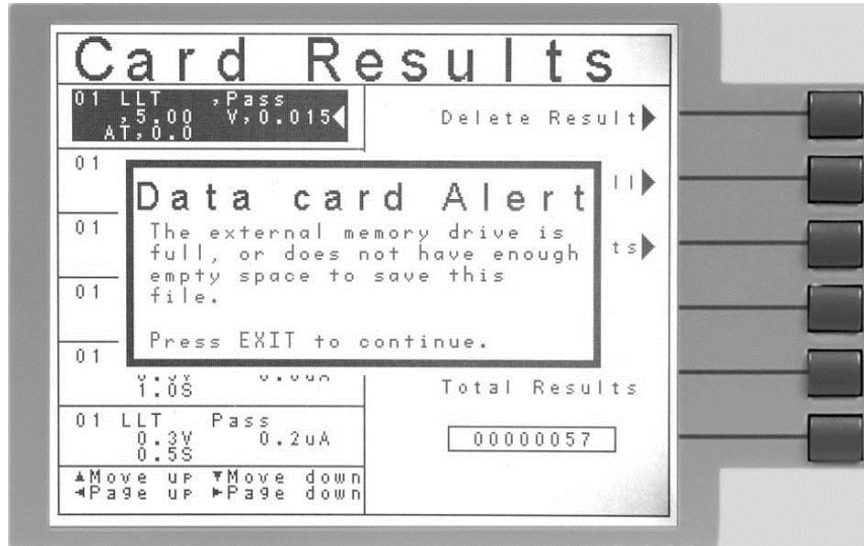 Card Results
01 LLT ,Pass
,5.00 V,0.015
AT,0.0
Delete Result
01
ll
Data card Alert
The external memory drive is
full, or does not have enough
empty space to save this
file.
Press EXIT to continue.
01
ts
01
01
1.0S
Total Results
01 LLT Pass
0.3V 0.2uA
0.5S
00000057
▲Move up ▼Move down
◄Page up ►Page down